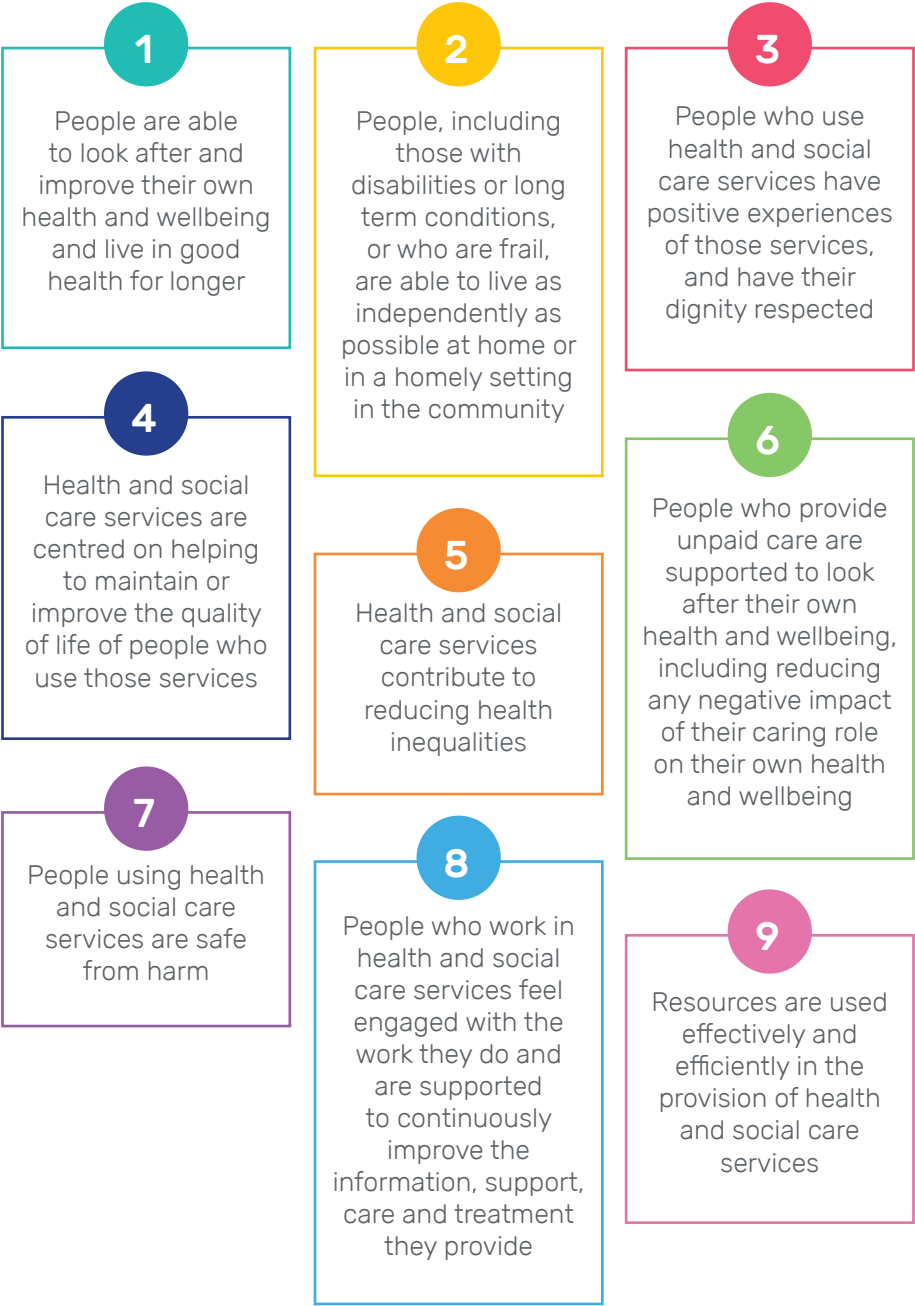 1
People are able
to look after and
improve their own
health and wellbeing
and live in good
health for longer
2
People, including
those with
disabilities or long
term conditions,
or who are frail,
are able to live as
independently as
possible at home or
in a homely setting
in the community
3
People who use
health and social
care services have
positive experiences
of those services,
and have their
dignity respected
4
Health and social
care services are
centred on helping
to maintain or
improve the quality
of life of people who
use those services
5
Health and social
care services
contribute to
reducing health
inequalities
6
People who provide
unpaid care are
supported to look
after their own
health and wellbeing,
including reducing
any negative impact
of their caring role
on their own health
and wellbeing
7
People using health
and social care
services are safe
from harm
8
People who work in
health and social
care services feel
engaged with the
work they do and
are supported
to continuously
improve the
information, support,
care and treatment
they provide
9
Resources are used
effectively and
efficiently in the
provision of health
and social care
services